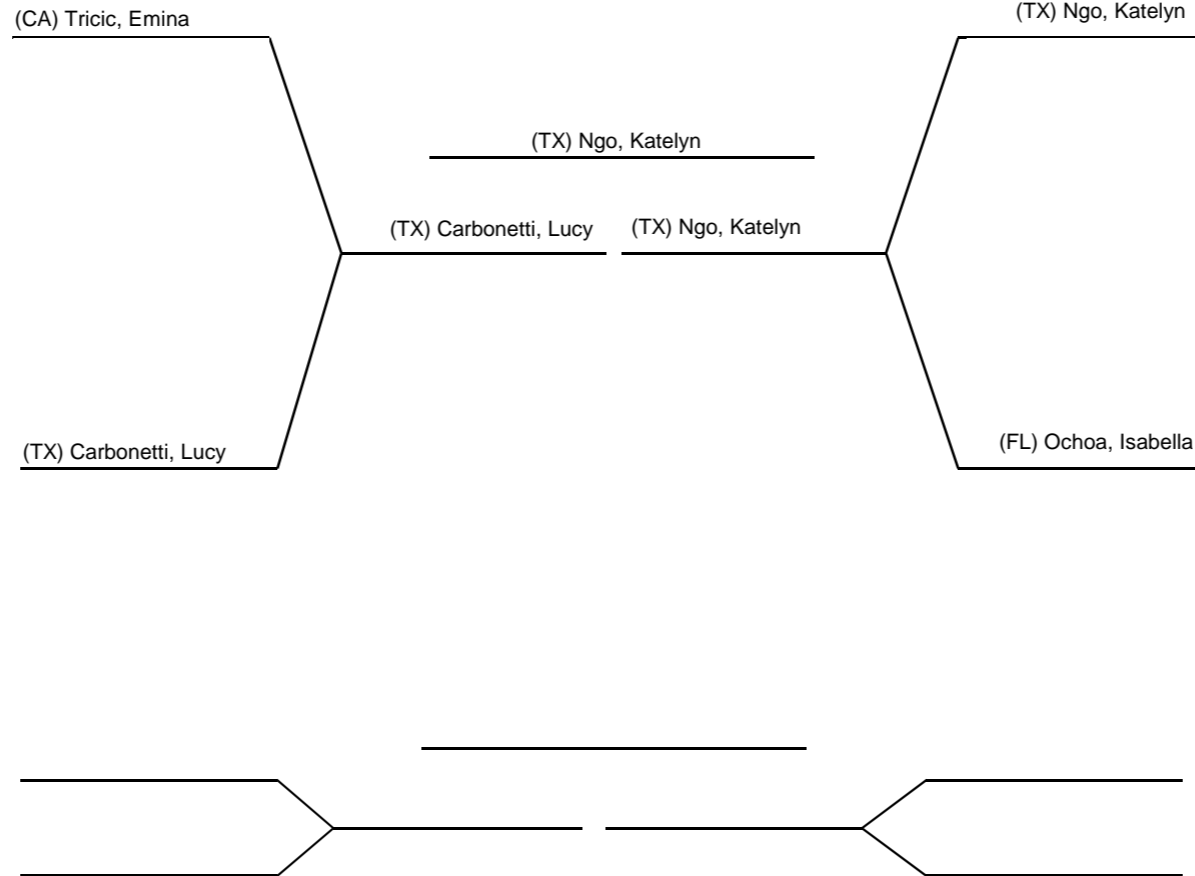 (CA) Tricic, Emina
(TX) Ngo, Katelyn
(TX) Ngo, Katelyn
(TX) Carbonetti, Lucy
(TX) Ngo, Katelyn
(TX) Carbonetti, Lucy
(FL) Ochoa, Isabella